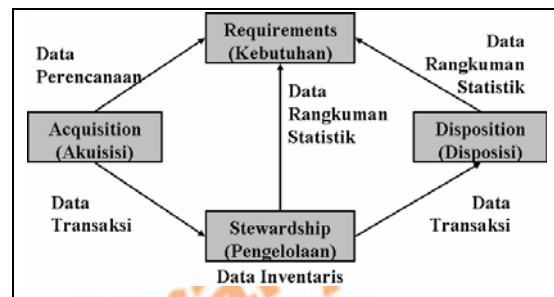 Requirements
(Kebutuhan)
Data
Perencanaan
Data
Rangkuman
Statistik
Data
Rangkuman
Statistik
Acquisition
(Akuisisi)
Disposition
(Disposisi)
Data
Transaksi
Data
Transaksi
Stewardship
(Pengelolaan)
Data Inventaris